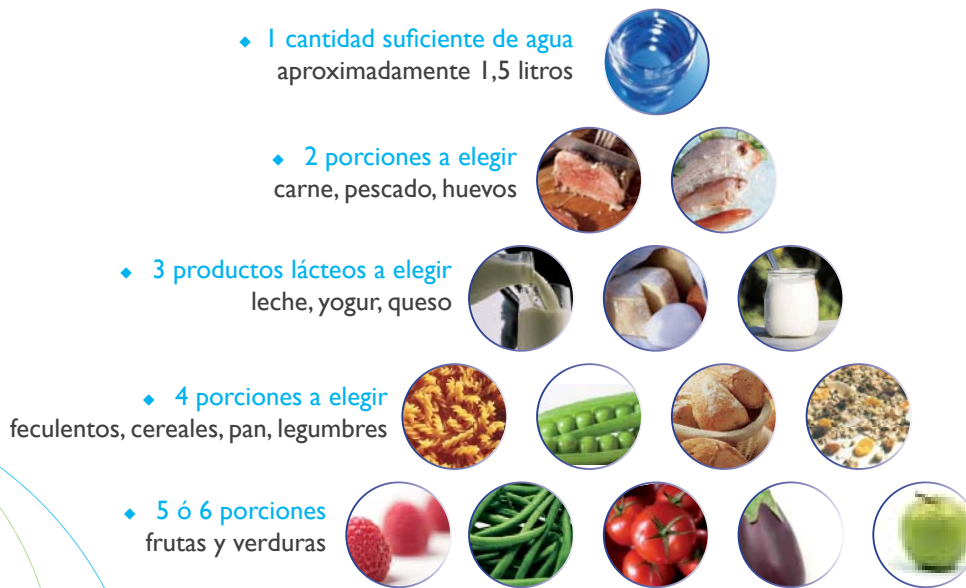 ◆ 1 cantidad suficiente de agua
aproximadamente 1,5 litros
◆ 2 porciones a elegir
carne, pescado, huevos
◆ 3 productos lácteos a elegir
leche, yogur, queso
◆ 4 porciones a elegir
feculentos, cereales, pan, legumbres
◆ 5 ó 6 porciones
frutas y verduras